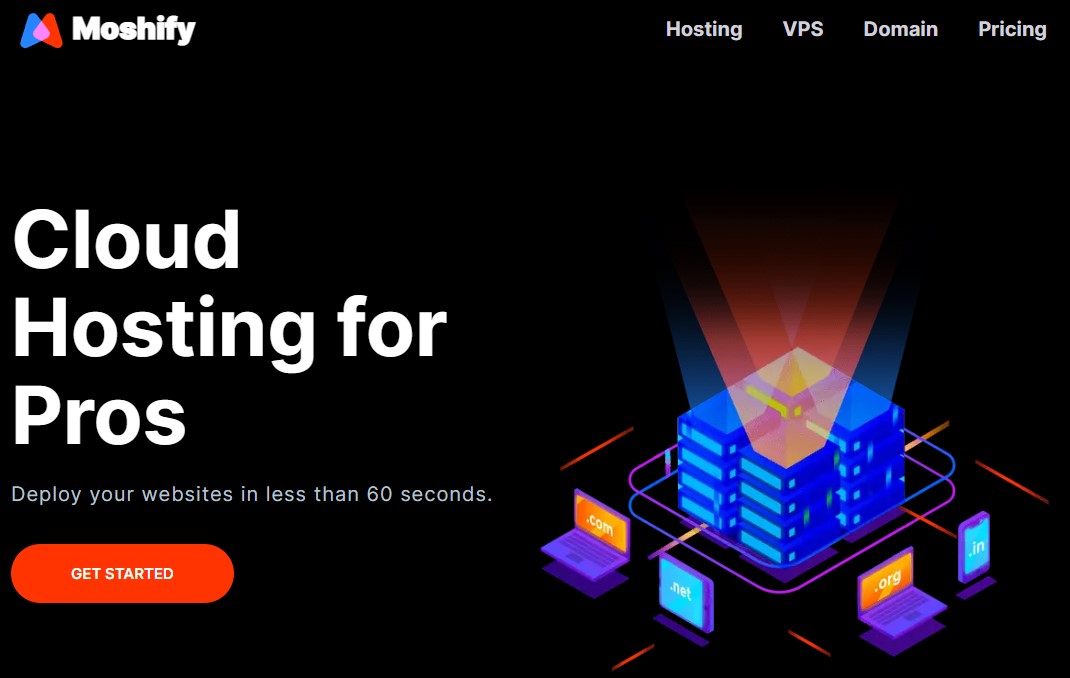 Moshify
Hosting
VPS
Domain
Pricing
Cloud
Hosting for
Pros
Deploy your websites in less than 60 seconds.
GET STARTED
.com
.net
.org
.in